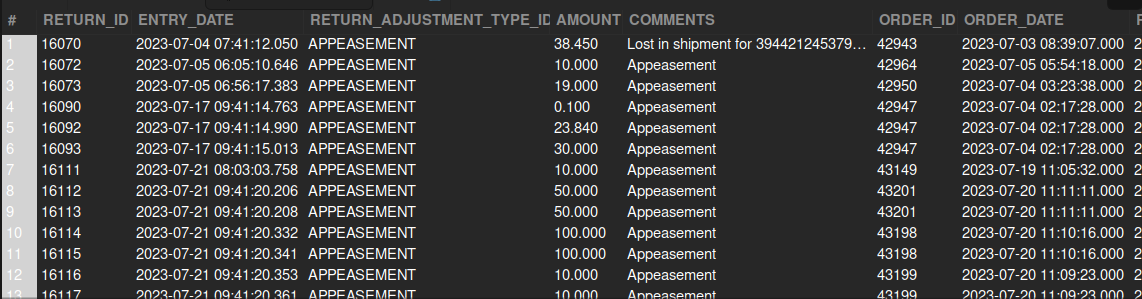 # RETURN_ID ENTRY_DATE RETURN_ADJUSTMENT_TYPE_ID AMOUNT COMMENTS ORDER_ID ORDER_DATE
1 16070 2023-07-04 07:41:12.050 APPEASEMENT 38.450 Lost in shipment for 394421245379... 42943 2023-07-03 08:39:07.000 2
2 16072 2023-07-05 06:05:10.646 APPEASEMENT 10.000 Appeasement 42964 2023-07-05 05:54:18.000 2
3 16073 2023-07-05 06:56:17.383 APPEASEMENT 19.000 Appeasement 42950 2023-07-04 03:23:38.000 2
4 16090 2023-07-17 09:41:14.763 APPEASEMENT 0.100 Appeasement 42947 2023-07-04 02:17:28.000 2
5 16092 2023-07-17 09:41:14.990 APPEASEMENT 23.840 Appeasement 42947 2023-07-04 02:17:28.000 2
6 16093 2023-07-17 09:41:15.013 APPEASEMENT 30.000 Appeasement 42947 2023-07-04 02:17:28.000 2
7 16111 2023-07-21 08:03:03.758 APPEASEMENT 10.000 Appeasement 43149 2023-07-19 11:05:32.000 2
8 16112 2023-07-21 09:41:20.206 APPEASEMENT 50.000 Appeasement 43201 2023-07-20 11:11:11.000 2
9 16113 2023-07-21 09:41:20.208 APPEASEMENT 50.000 Appeasement 43201 2023-07-20 11:11:11.000 2
10 16114 2023-07-21 09:41:20.332 APPEASEMENT 100.000 Appeasement 43198 2023-07-20 11:10:16.000 2
11 16115 2023-07-21 09:41:20.341 APPEASEMENT 100.000 Appeasement 43198 2023-07-20 11:10:16.000 2
12 16116 2023-07-21 09:41:20.353 APPEASEMENT 10.000 Appeasement 43199 2023-07-20 11:09:23.000 2
13 16117 2023-07-21 09:41:20.361 APPEASEMENT 10.000 Appeasement 43199 2023-07-20 11:09:23.000 2